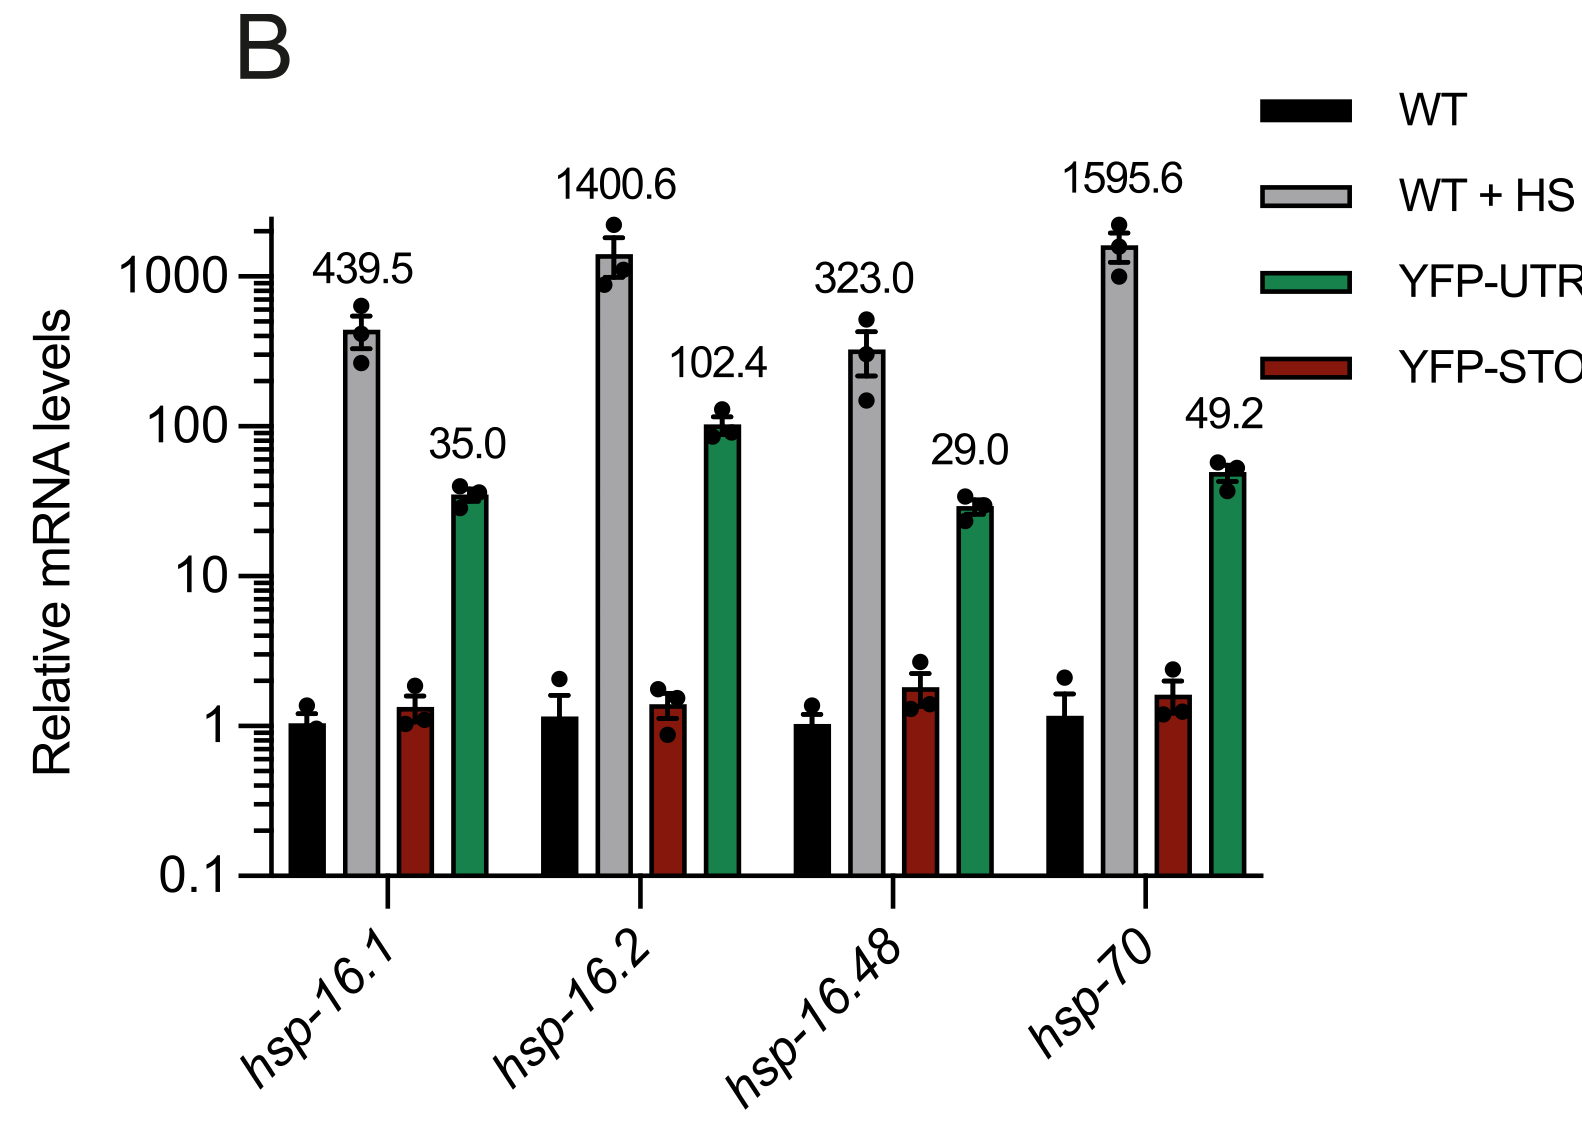 B
WT
WT + HS
YFP-UTR
YFP-STO
Relative mRNA levels
1000
100
10
1
0.1
439.5
35.0
1400.6
102.4
323.0
29.0
1595.6
49.2
hsp-16.1
hsp-16.2
hsp-16.48
hsp-70